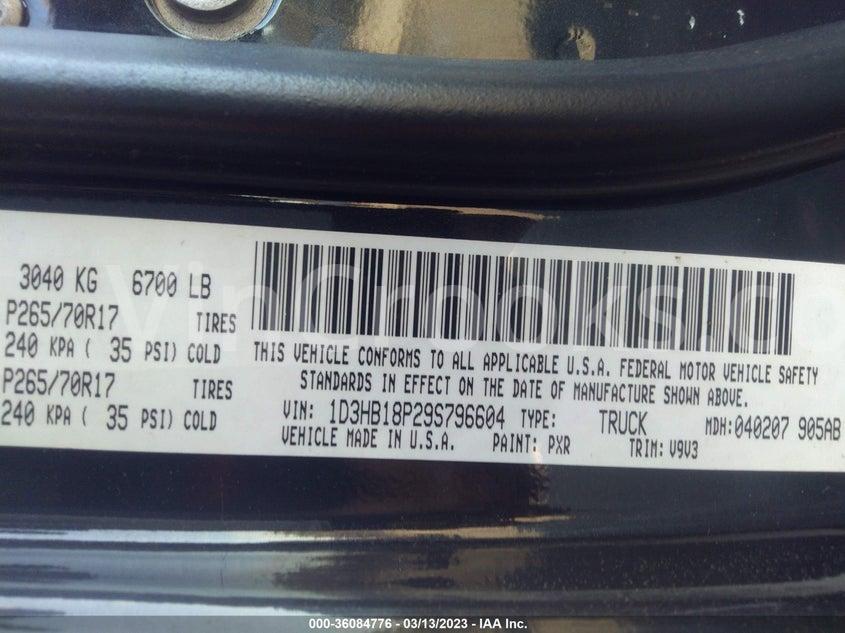 3040 KG 6700 LB
P265/70R17 TIRES
240 KPA ( 35 PSI) COLD
P265/70R17 TIRES
240 KPA ( 35 PSI) COLD
THIS VEHICLE CONFORMS TO ALL APPLICABLE U.S.A. FEDERAL MOTOR VEHICLE SAFETY
STANDARDS IN EFFECT ON THE DATE OF MANUFACTURE SHOWN ABOVE.
VIN: 1D3HB18P29S796604 TYPE: TRUCK MDH:040207 905AB
VEHICLE MADE IN U.S.A. PAINT: PXR TRIM: V9V3
VinCrooks.co
000-36084776 - 03/13/2023 - IAA Inc.